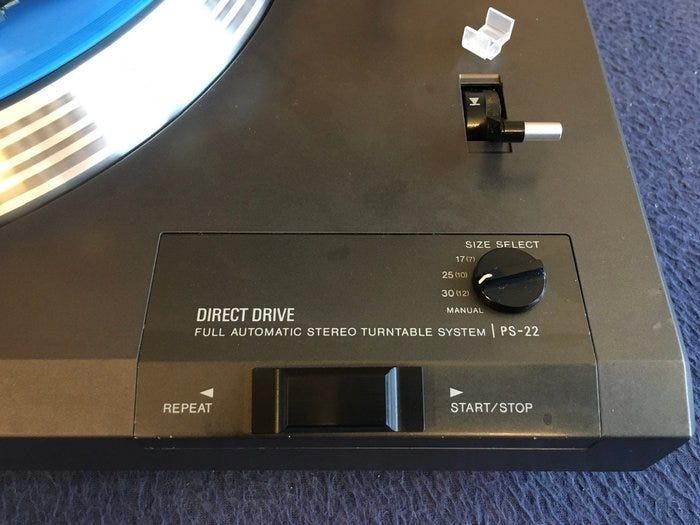 SIZE SELECT
17(7)
25(10)
30(12)
MANUAL
DIRECT DRIVE
FULL AUTOMATIC STEREO TURNTABLE SYSTEM | PS-22
REPEAT
START/STOP